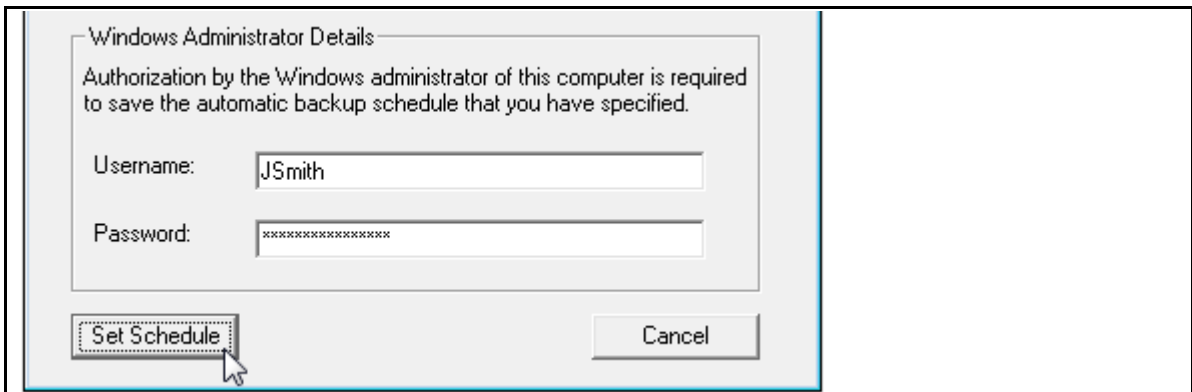 Windows Administrator Details
Authorization by the Windows administrator of this computer is required
to save the automatic backup schedule that you have specified.
Username: JSmith
Password: ****************
Set Schedule Cancel